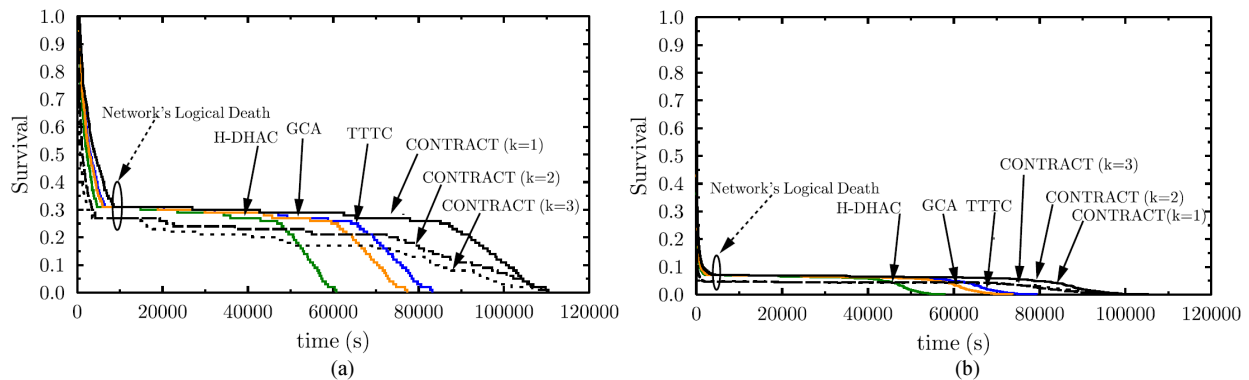 1.0
0.9
0.8
0.7
0.6
0.5
0.4
0.3
0.2
0.1
0.0
Survival
Network's Logical Death
H-DHAC
GCA
TTTC
CONTRACT (k=1)
CONTRACT (k=2)
CONTRACT (k=3)
0 20000 40000 60000 80000 100000 120000
time (s)
(a)
1.0
0.9
0.8
0.7
0.6
0.5
0.4
0.3
0.2
0.1
0.0
Survival
Network's Logical Death
H-DHAC
GCA
TTTC
CONTRACT (k=3)
CONTRACT (k=2)
CONTRACT(k=1)
0 20000 40000 60000 80000 100000 120000
time (s)
(b)